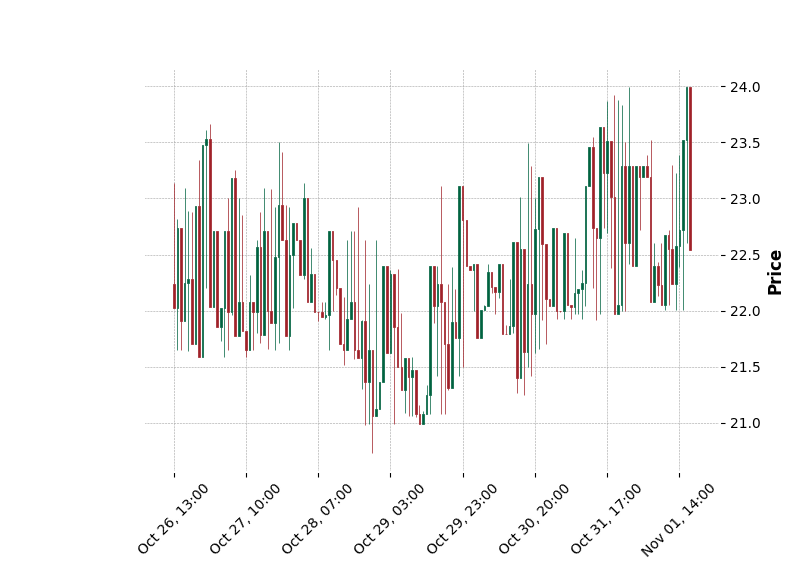 24.0
23.5
23.0
22.5
22.0
21.5
21.0
Price
Oct 26, 13:00
Oct 27, 10:00
Oct 28, 07:00
Oct 29, 03:00
Oct 29, 23:00
Oct 30, 20:00
Oct 31, 17:00
Nov 01, 14:00